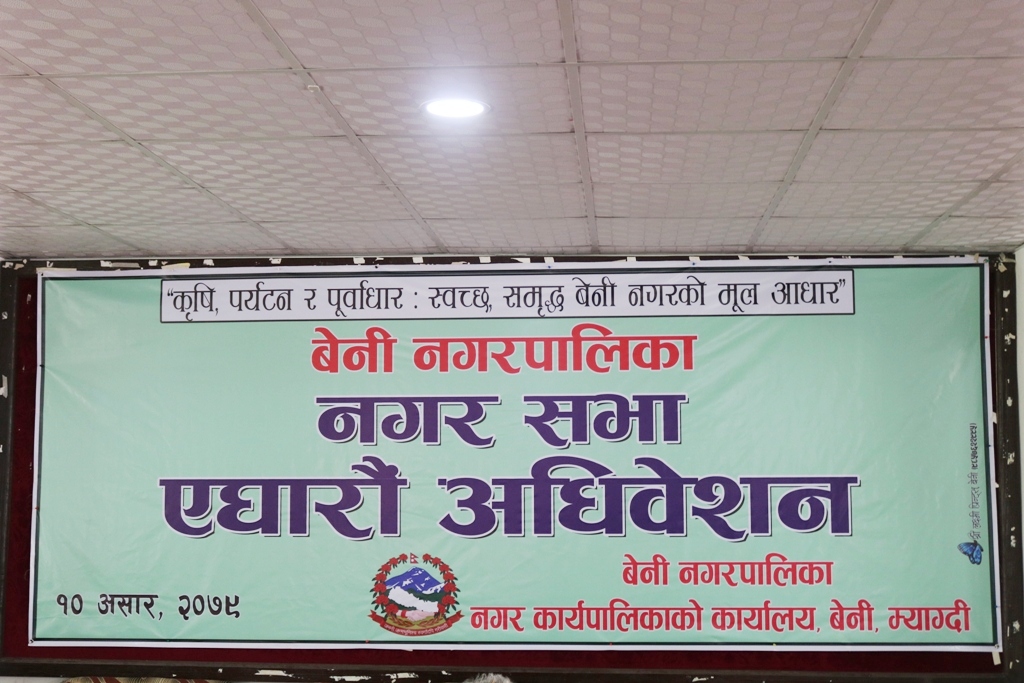 "कृषि, पर्यटन र पूर्वाधार : स्वच्छ, समृद्ध बेनी नगरको मूल आधार"
बेनी नगरपालिका
नगर सभा
एघारौं अधिवेशन
बेनी नगरपालिका
नगर कार्यपालिकाको कार्यालय, बेनी, म्याग्दी
१० असार, २०७९